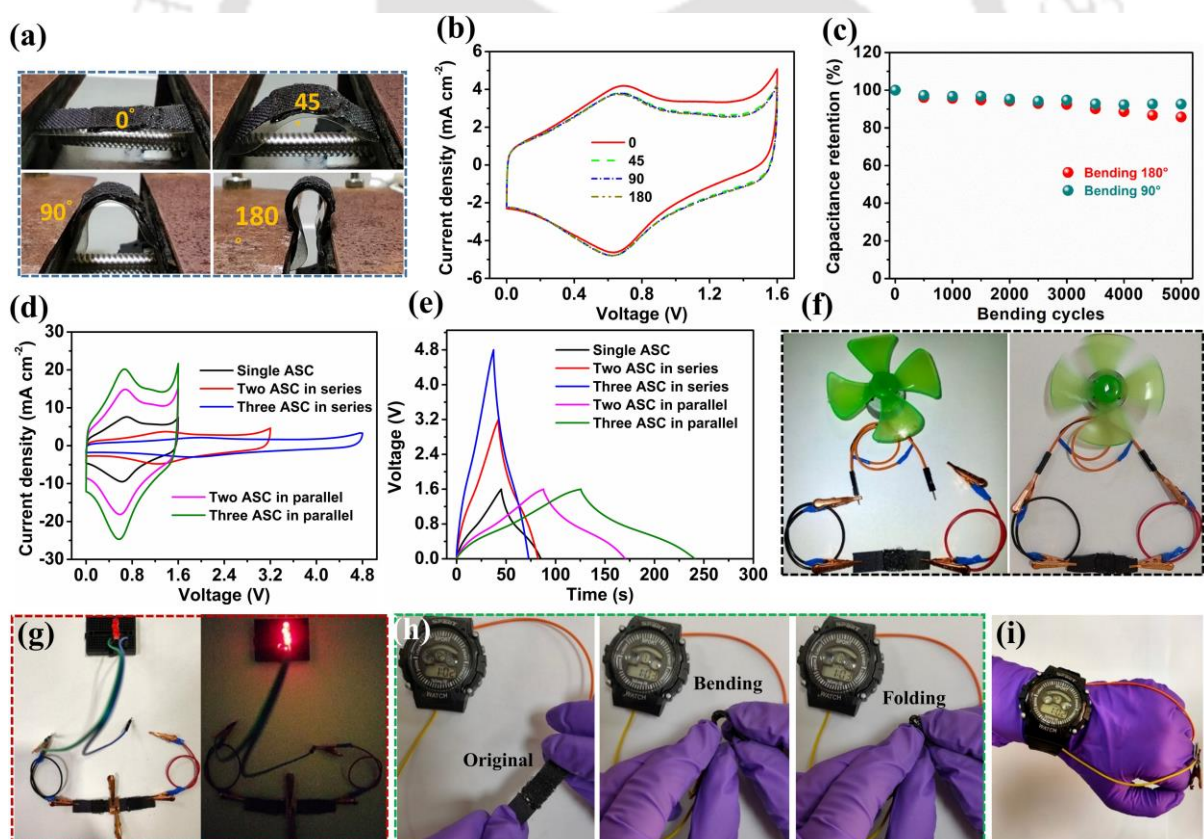 (a)
0°
45
°
90°
180
°
(b)
Current density (mA cm⁻²)
6
4
2
0
-2
-4
-6
0
45
90
180
0.0 0.4 0.8 1.2 1.6
Voltage (V)
(c)
Capacitance retention (%)
120
100
80
60
40
20
0
Bending 180°
Bending 90°
0 1000 2000 3000 4000 5000
Bending cycles
(d)
Current density (mA cm⁻²)
30
20
10
0
-10
-20
-30
Single ASC
Two ASC in series
Three ASC in series
Two ASC in parallel
Three ASC in parallel
0.0 0.8 1.6 2.4 3.2 4.0 4.8
Voltage (V)
(e)
Voltage (V)
4.8
4.0
3.2
2.4
1.6
0.8
0.0
Single ASC
Two ASC in series
Three ASC in series
Two ASC in parallel
Three ASC in parallel
0 50 100 150 200 250 300
Time (s)
(f)
(g)
(h)
SPORT
WATCH
Original
WATCH
Bending
WATCH
Folding
(i)